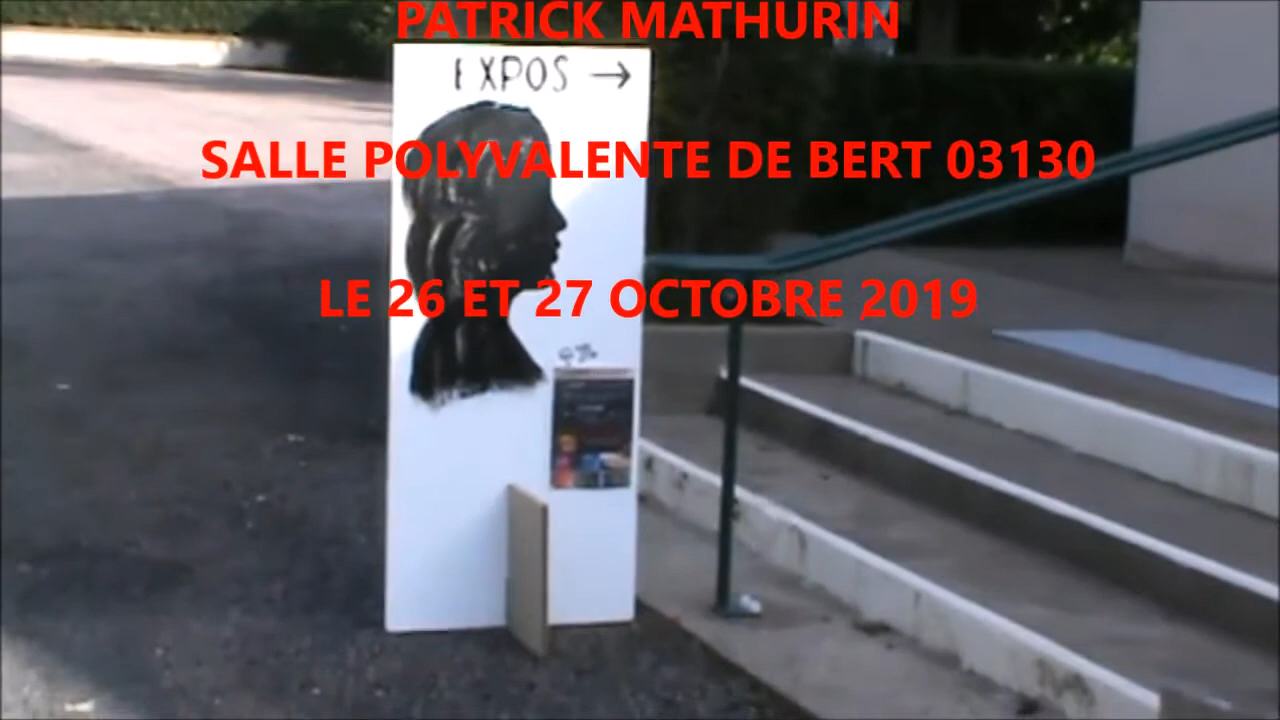 PATRICK MATHURIN
EXPOS →
SALLE POLYVALENTE DE BERT 03130
LE 26 ET 27 OCTOBRE 2019